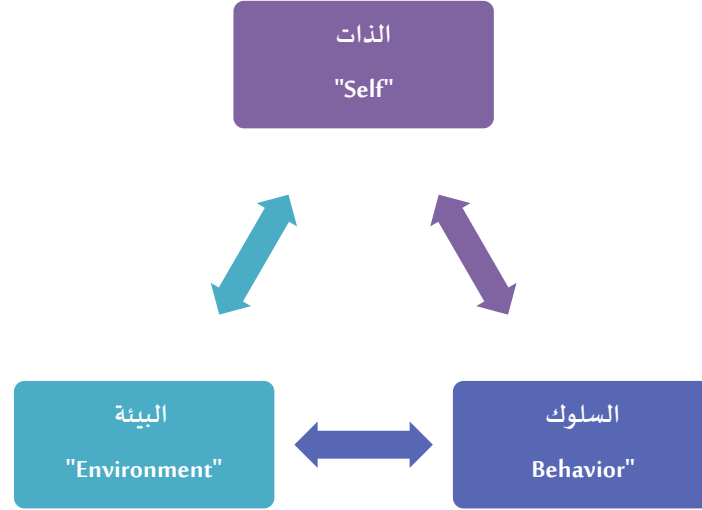 الذات
"Self"
البيئة
"Environment"
السلوك
Behavior"